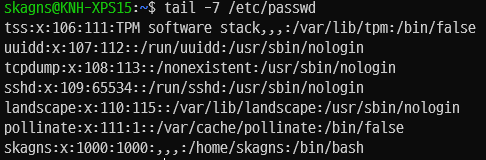 skagns@KNH-XPS15:~$ tail -7 /etc/passwd
tss:x:106:111:TPM software stack,,,:/var/lib/tpm:/bin/false
uuidd:x:107:112::/run/uuidd:/usr/sbin/nologin
tcpdump:x:108:113::/nonexistent:/usr/sbin/nologin
sshd:x:109:65534::/run/sshd:/usr/sbin/nologin
landscape:x:110:115::/var/lib/landscape:/usr/sbin/nologin
pollinate:x:111:1::/var/cache/pollinate:/bin/false
skagns:x:1000:1000:,,,:/home/skagns:/bin/bash